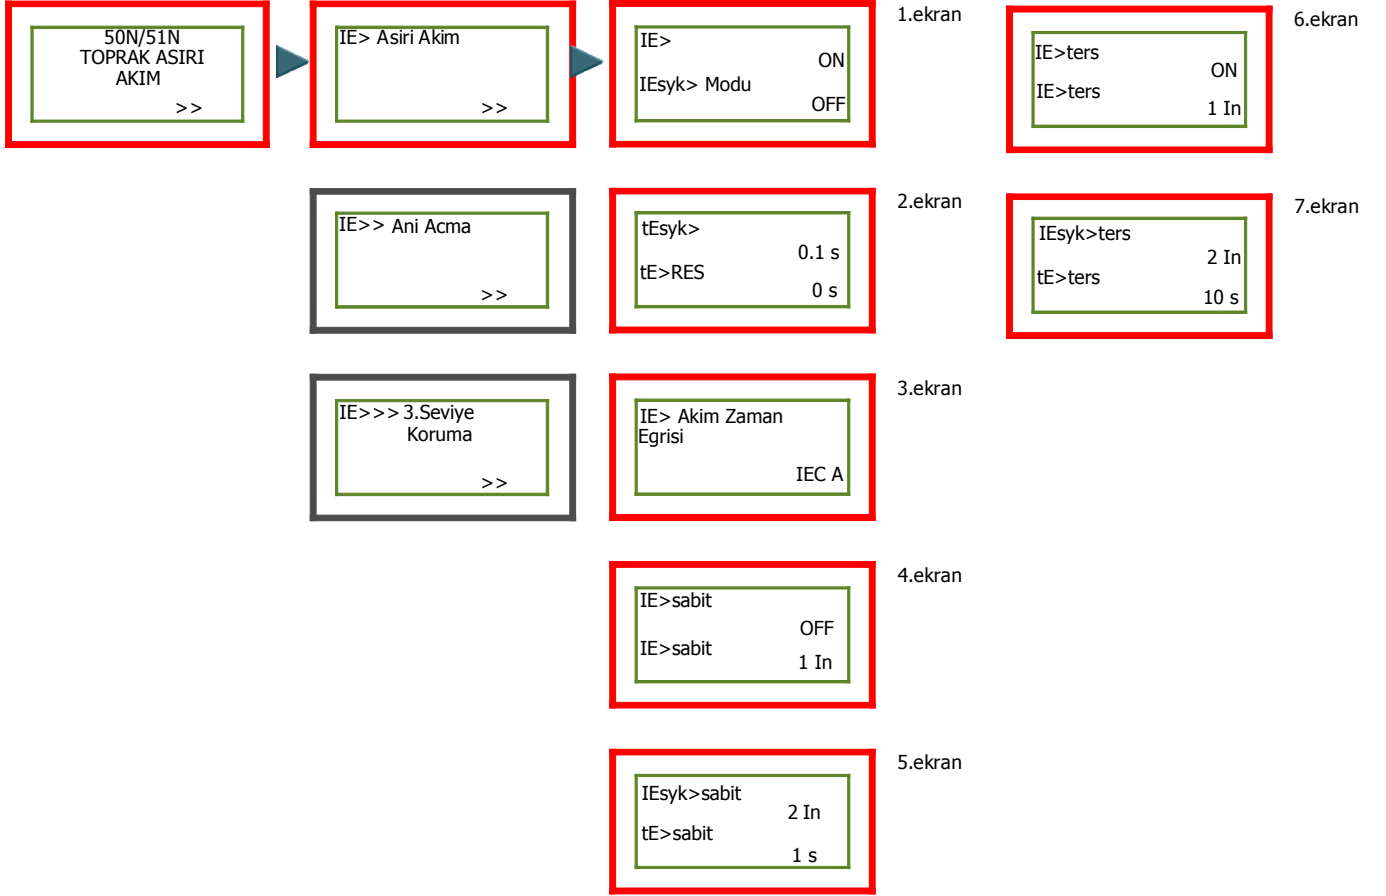 50N/51N
TOPRAK ASIRI
AKIM
>>
IE> Asiri Akim
>>
IE>
ON
IEsyk> Modu
OFF
1.ekran
IE>ters
ON
IE>ters
1 In
6.ekran
IE>> Ani Acma
>>
tEsyk>
0.1 s
tE>RES
0 s
2.ekran
IEsyk>ters
2 In
tE>ters
10 s
7.ekran
IE>>> 3.Seviye
Koruma
>>
IE> Akim Zaman
Egrisi
IEC A
3.ekran
IE>sabit
OFF
IE>sabit
1 In
4.ekran
IEsyk>sabit
2 In
tE>sabit
1 s
5.ekran